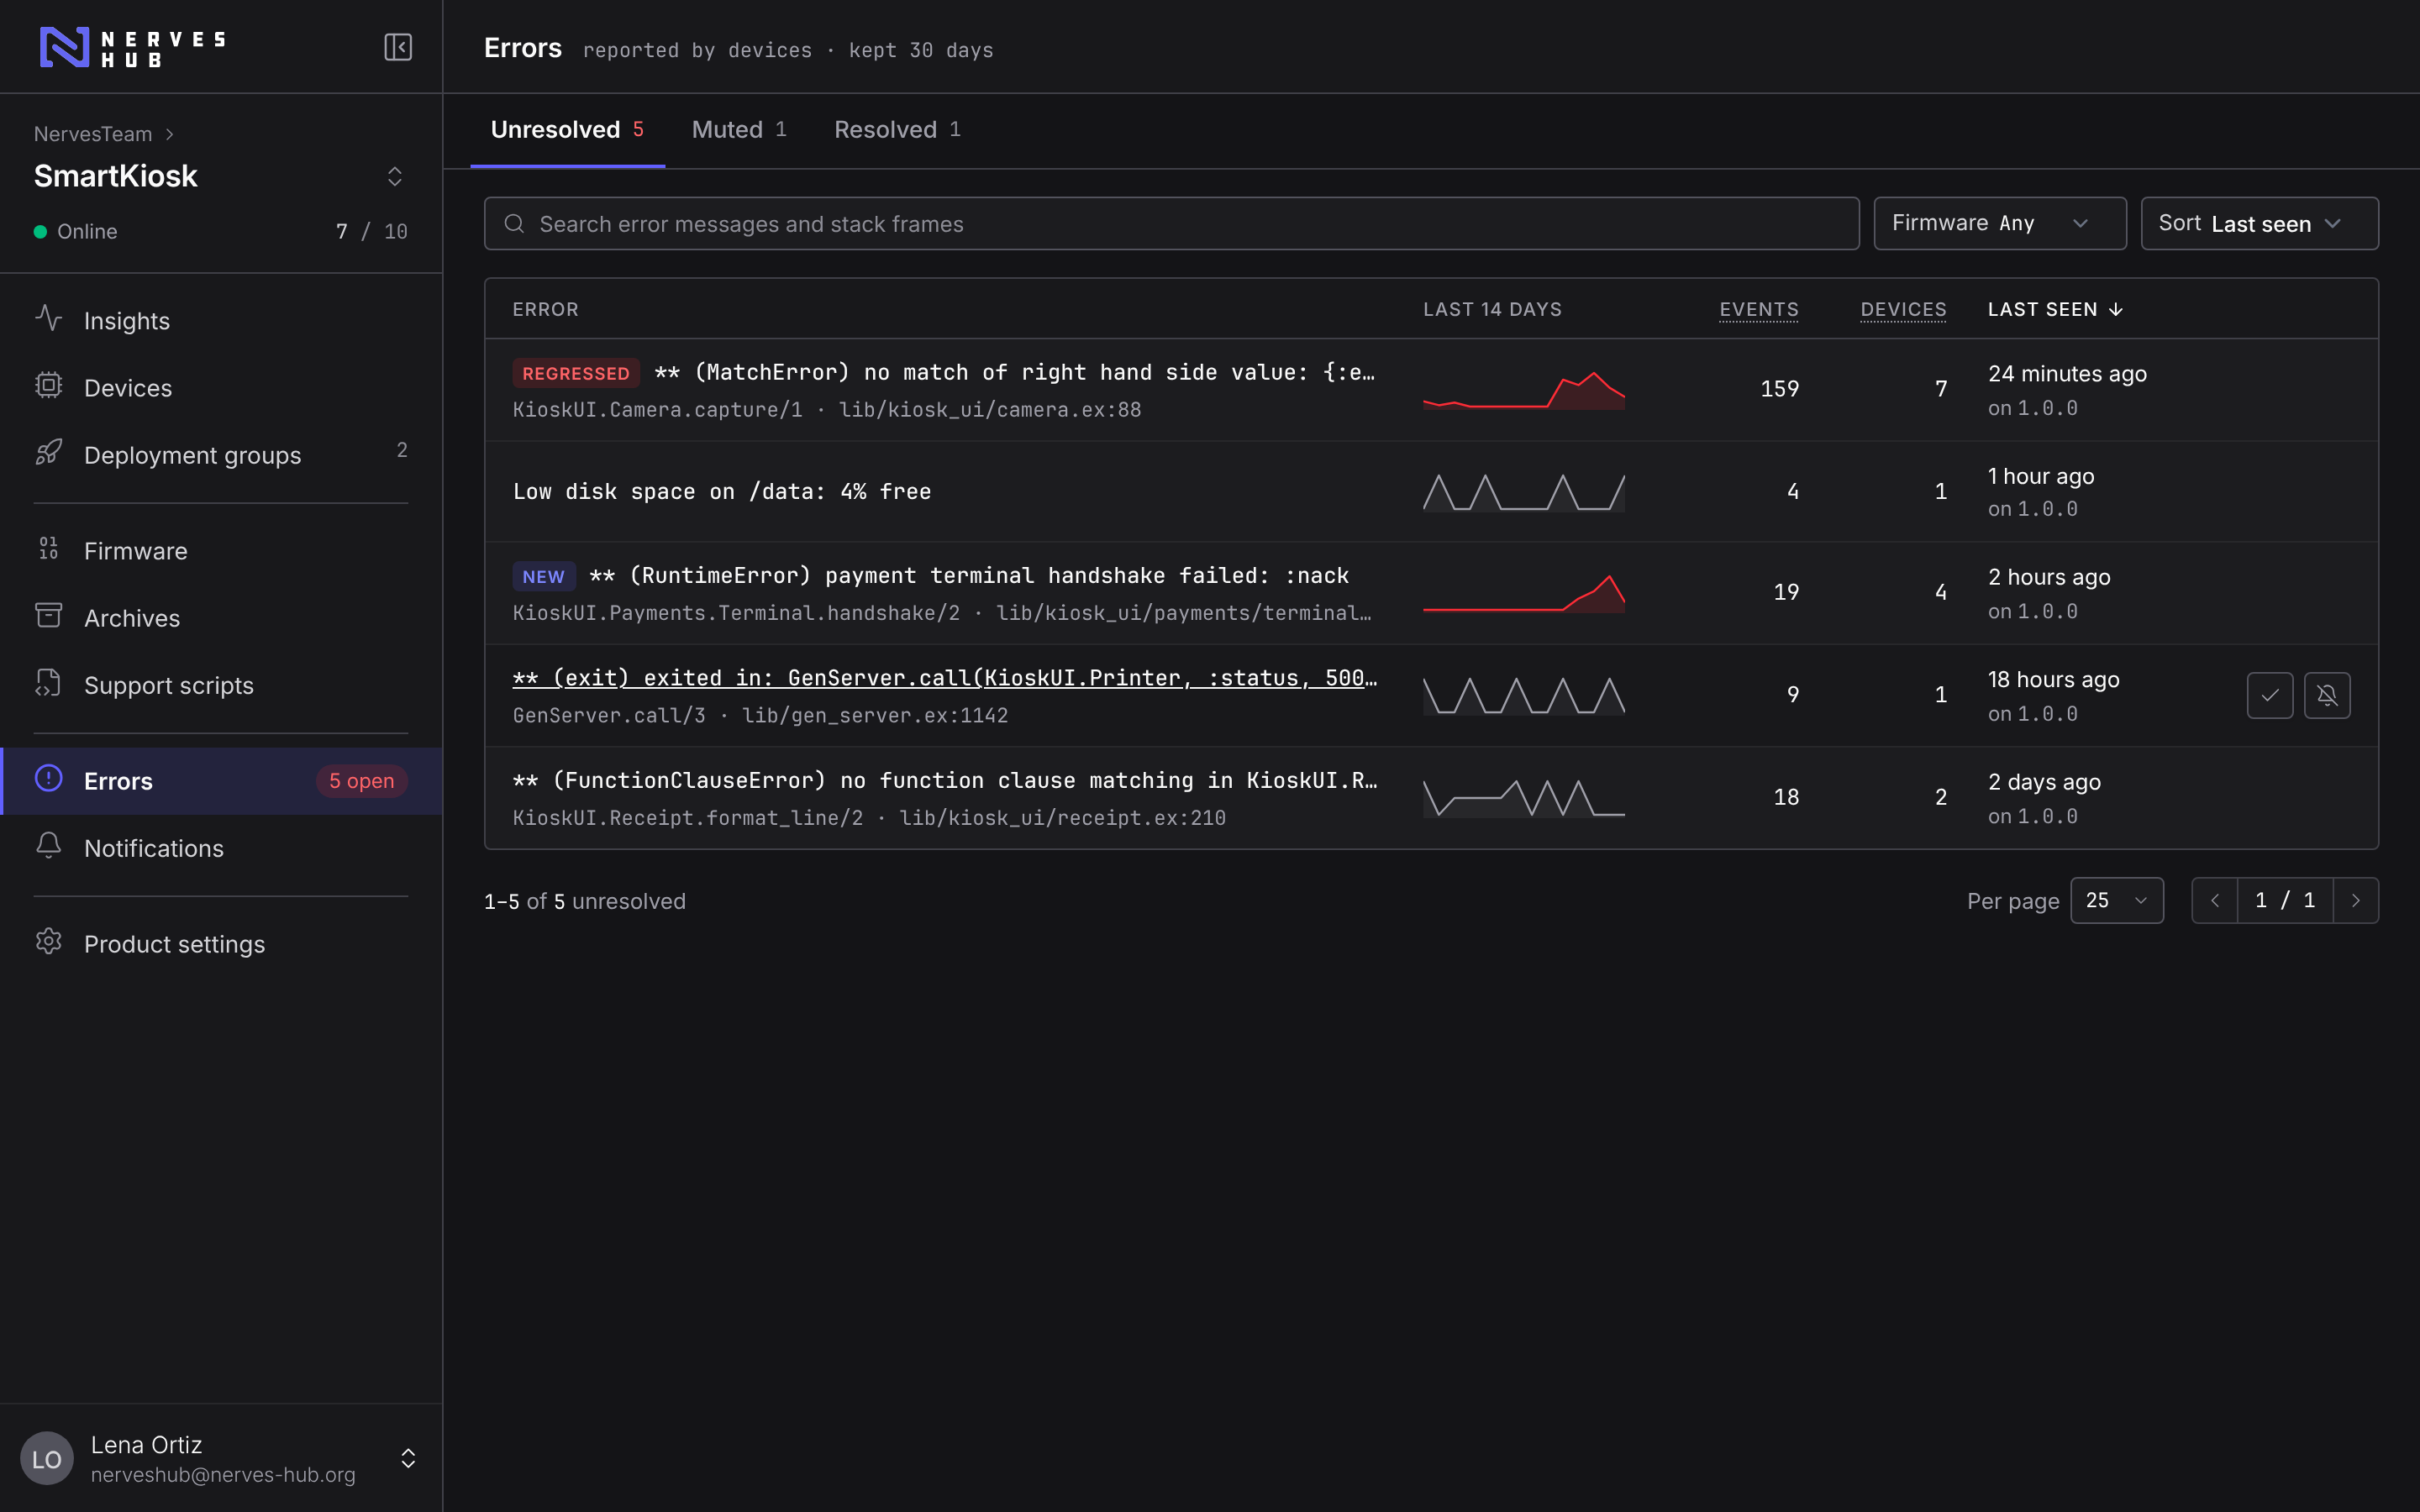 NERVES
HUB
NervesTeam
SmartKiosk
Online 7 / 10
Insights
Devices
Deployment groups 2
Firmware
Archives
Support scripts
Errors 5 open
Notifications
Product settings
LO
Lena Ortiz
nerveshub@nerves-hub.org
Errors reported by devices · kept 30 days
Unresolved 5 Muted 1 Resolved 1
Search error messages and stack frames
Firmware Any
Sort Last seen
ERROR LAST 14 DAYS EVENTS DEVICES LAST SEEN
REGRESSED ** (MatchError) no match of right hand side value: {:e…
KioskUI.Camera.capture/1 · lib/kiosk_ui/camera.ex:88
159 7 24 minutes ago
on 1.0.0
Low disk space on /data: 4% free
4 1 1 hour ago
on 1.0.0
NEW ** (RuntimeError) payment terminal handshake failed: :nack
KioskUI.Payments.Terminal.handshake/2 · lib/kiosk_ui/payments/terminal…
19 4 2 hours ago
on 1.0.0
** (exit) exited in: GenServer.call(KioskUI.Printer, :status, 500…
GenServer.call/3 · lib/gen_server.ex:1142
9 1 18 hours ago
on 1.0.0
** (FunctionClauseError) no function clause matching in KioskUI.R…
KioskUI.Receipt.format_line/2 · lib/kiosk_ui/receipt.ex:210
18 2 2 days ago
on 1.0.0
1–5 of 5 unresolved
Per page 25 1 / 1